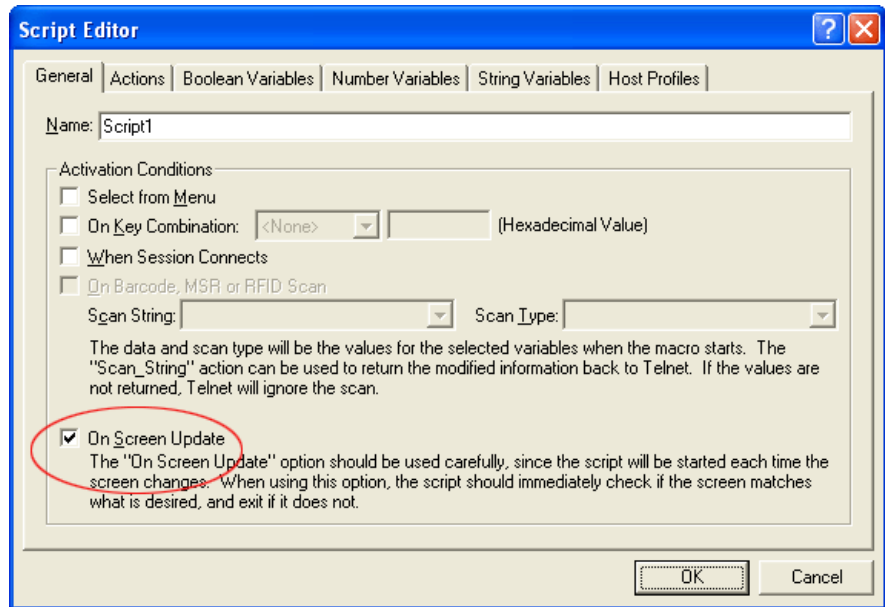 Script Editor
General Actions Boolean Variables Number Variables String Variables Host Profiles
Name: Script1
Activation Conditions
Select from Menu
On Key Combination: <None> (Hexadecimal Value)
When Session Connects
On Barcode, MSR or RFID Scan
Scan String: Scan Type:
The data and scan type will be the values for the selected variables when the macro starts. The
"Scan_String" action can be used to return the modified information back to Telnet. If the values are
not returned, Telnet will ignore the scan.
On Screen Update
The "On Screen Update" option should be used carefully, since the script will be started each time the
screen changes. When using this option, the script should immediately check if the screen matches
what is desired, and exit if it does not.
OK Cancel